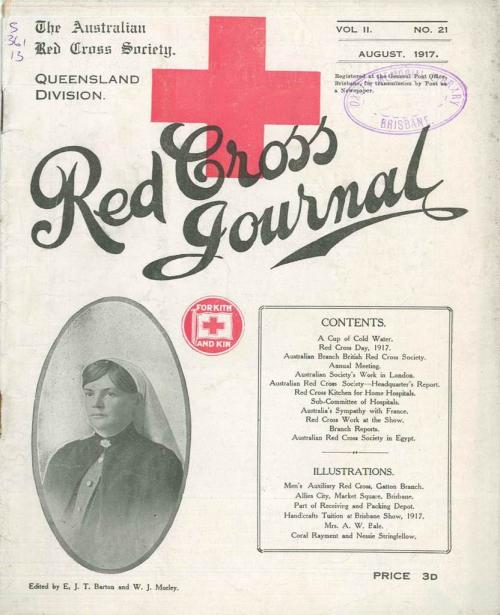 S
361
13
The Australian
Red Cross Society.
QUEENSLAND
DIVISION.
VOL II. NO. 21
AUGUST, 1917.
Registered at the General Post Office,
Brisbane, for transmission by Post as
a Newspaper.
BRISBANE
Red Cross
Journal
FOR KITH
AND KIN
CONTENTS.
A Cup of Cold Water.
Red Cross Day, 1917.
Australian Branch British Red Cross Society.
Annual Meeting.
Australian Society's Work in London.
Australian Red Cross Society—Headquarter's Report.
Red Cross Kitchen for Home Hospitals.
Sub-Committee of Hospitals.
Australia's Sympathy with France.
Red Cross Work at the Show.
Branch Reports.
Australian Red Cross Society in Egypt.
ILLUSTRATIONS.
Men's Auxiliary Red Cross, Gatton Branch.
Allies City, Market Square, Brisbane.
Part of Receiving and Packing Depot.
Handicrafts Tuition at Brisbane Show, 1917.
Mrs. A. W. Bale.
Coral Rayment and Nessie Stringfellow.
PRICE 3D
Edited by E. J. T. Barton and W. J. Morley.